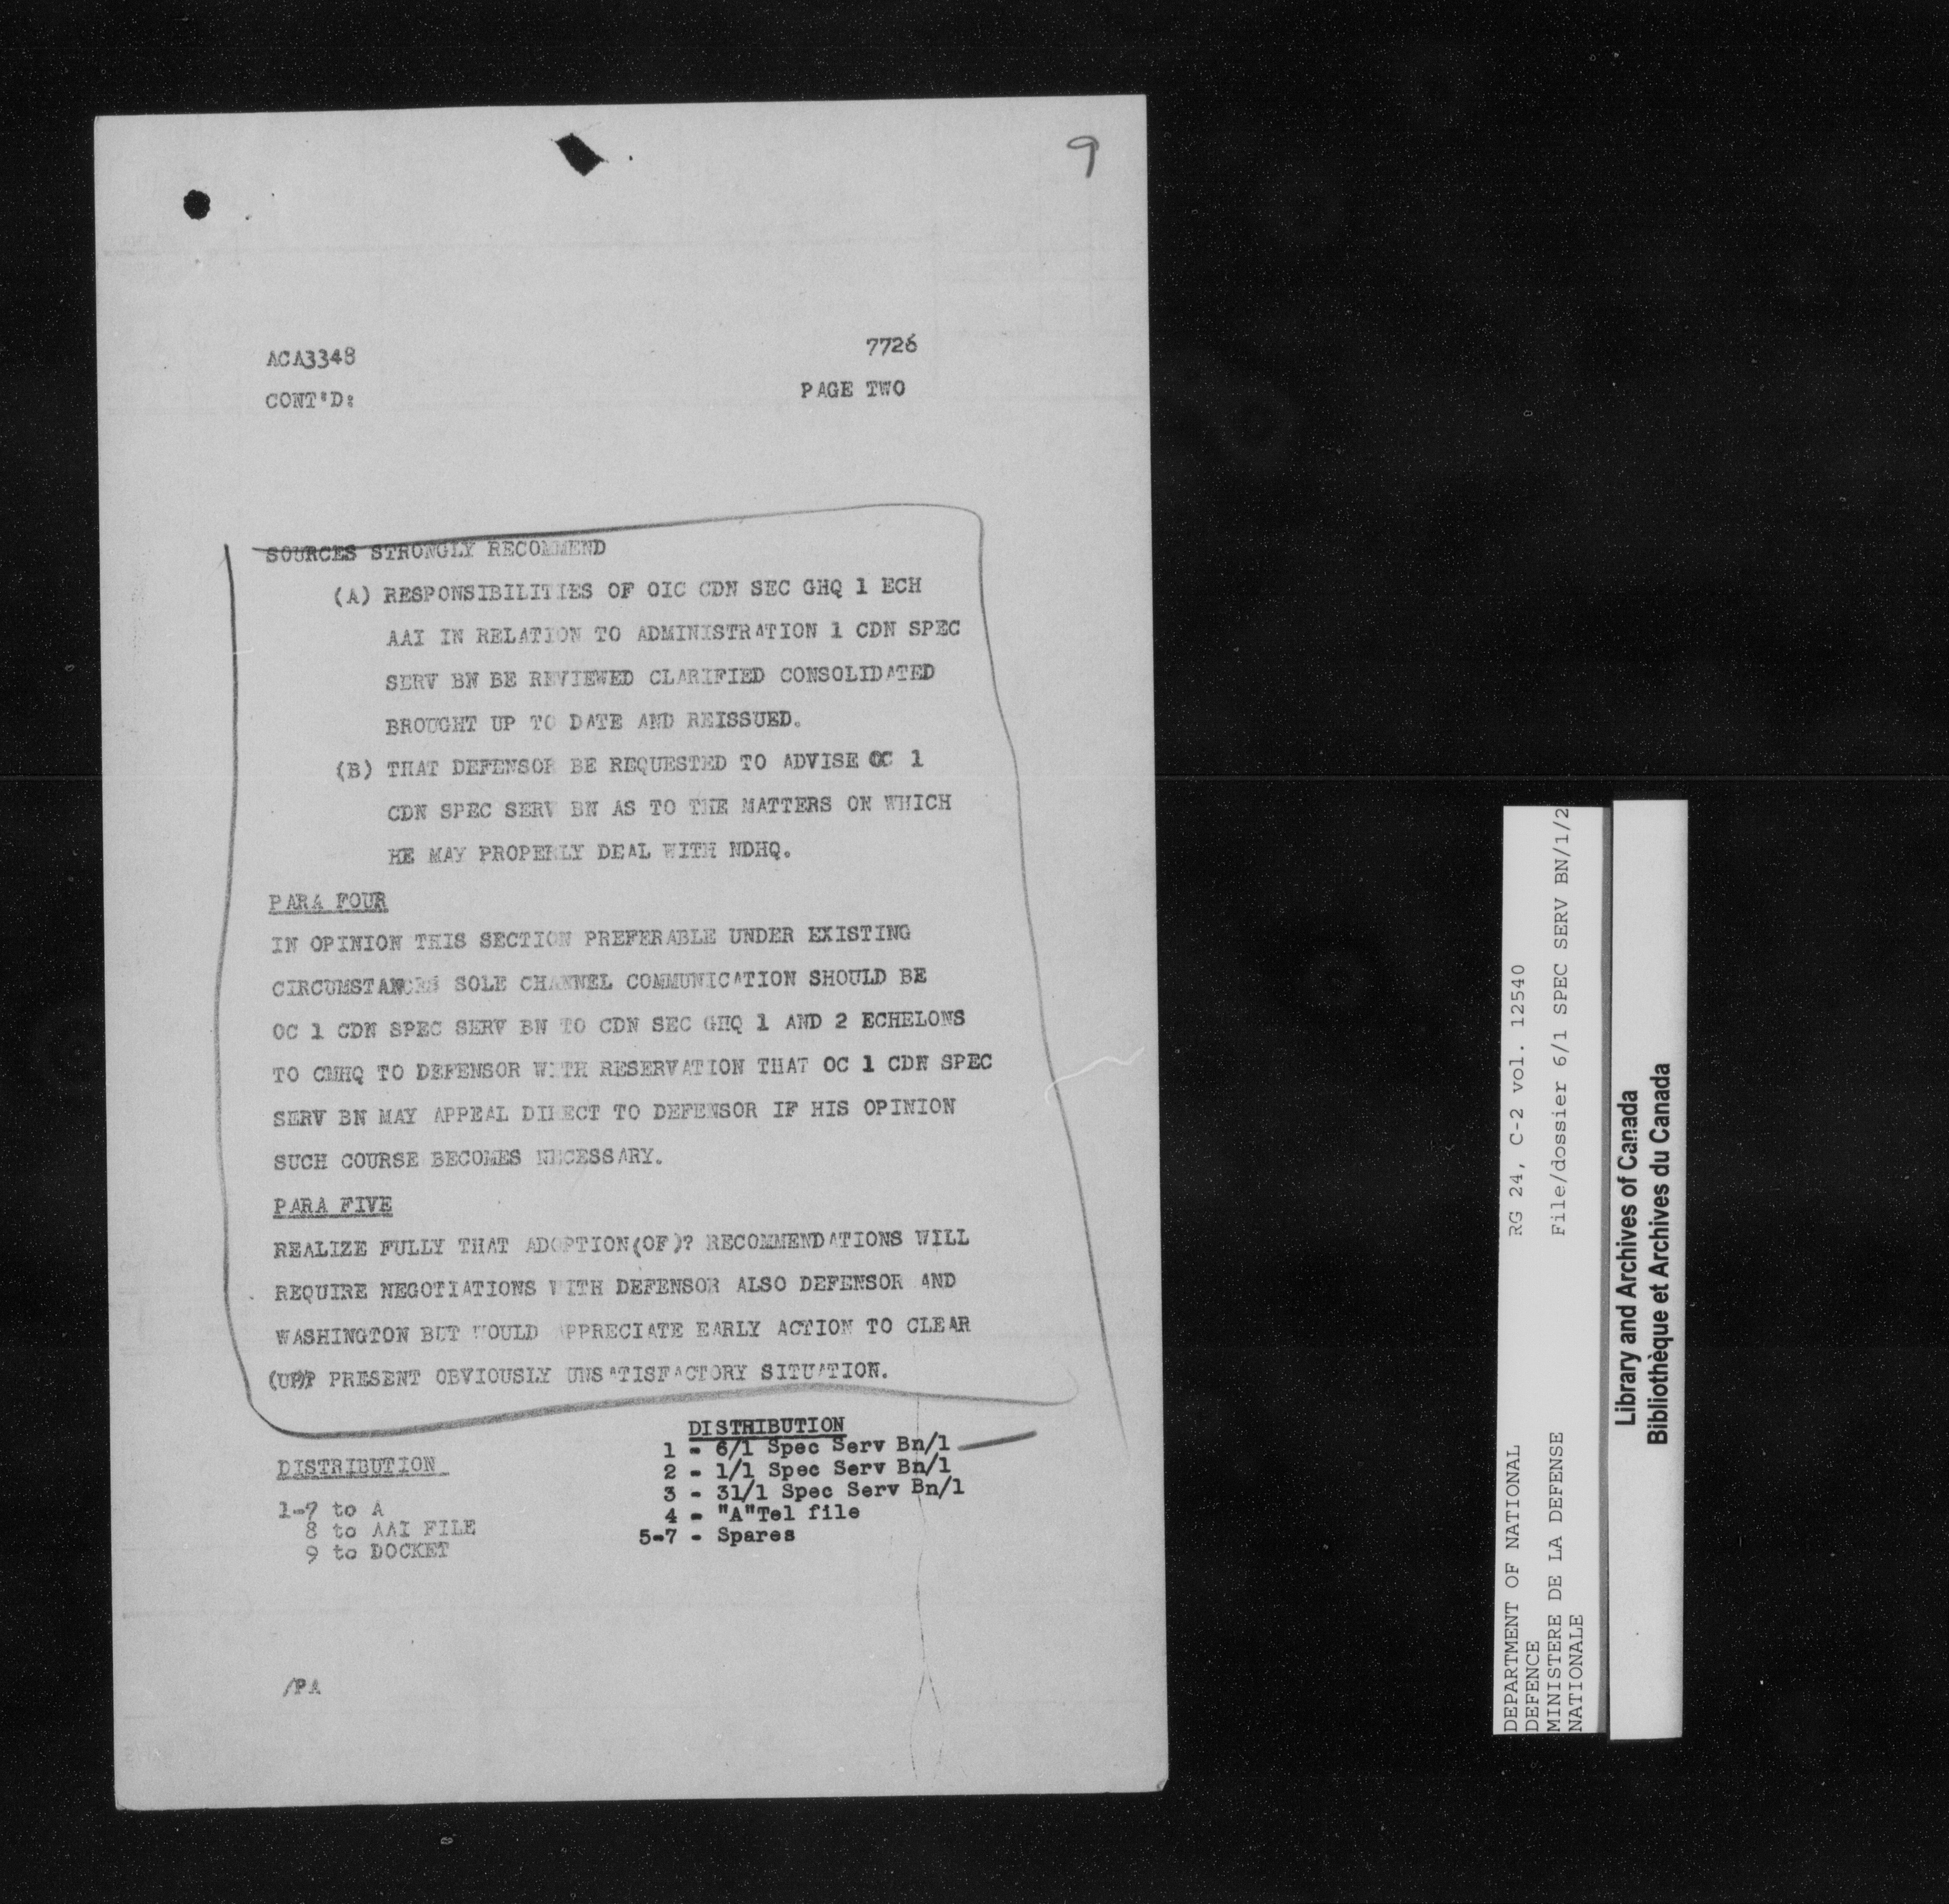 9
ACA3348 7726
CONT'D: PAGE TWO
SOURCES STRONGLY RECOMMEND
(A) RESPONSIBILITIES OF OIC CDN SEC GHQ 1 ECH
AAI IN RELATION TO ADMINISTRATION 1 CDN SPEC
SERV BN BE REVIEWED CLARIFIED CONSOLIDATED
BROUGHT UP TO DATE AND REISSUED.
(B) THAT DEFENSOR BE REQUESTED TO ADVISE OC 1
CDN SPEC SERV BN AS TO THE MATTERS ON WHICH
HE MAY PROPERLY DEAL WITH NDHQ.
PARA FOUR
IN OPINION THIS SECTION PREFERABLE UNDER EXISTING
CIRCUMSTANCES SOLE CHANNEL COMMUNICATION SHOULD BE
OC 1 CDN SPEC SERV BN TO CDN SEC GHQ 1 AND 2 ECHELONS
TO CMHQ TO DEFENSOR WITH RESERVATION THAT OC 1 CDN SPEC
SERV BN MAY APPEAL DIRECT TO DEFENSOR IF HIS OPINION
SUCH COURSE BECOMES NECESSARY.
PARA FIVE
REALIZE FULLY THAT ADOPTION(OF)? RECOMMENDATIONS WILL
REQUIRE NEGOTIATIONS WITH DEFENSOR ALSO DEFENSOR AND
WASHINGTON BUT WOULD APPRECIATE EARLY ACTION TO CLEAR
(UP)? PRESENT OBVIOUSLY UNSATISFACTORY SITUATION.
DISTRIBUTION
1-7 to A
8 to AAI FILE
9 to DOCKET
DISTRIBUTION
1 - 6/1 Spec Serv Bn/1
2 - 1/1 Spec Serv Bn/1
3 - 31/1 Spec Serv Bn/1
4 - "A"Tel file
5-7 - Spares
/PA
DEPARTMENT OF NATIONAL RG 24, C-2 vol. 12540
DEFENCE
MINISTERE DE LA DEFENSE File/dossier 6/1 SPEC SERV BN/1/2
NATIONALE
Library and Archives of Canada
Bibliothèque et Archives du Canada